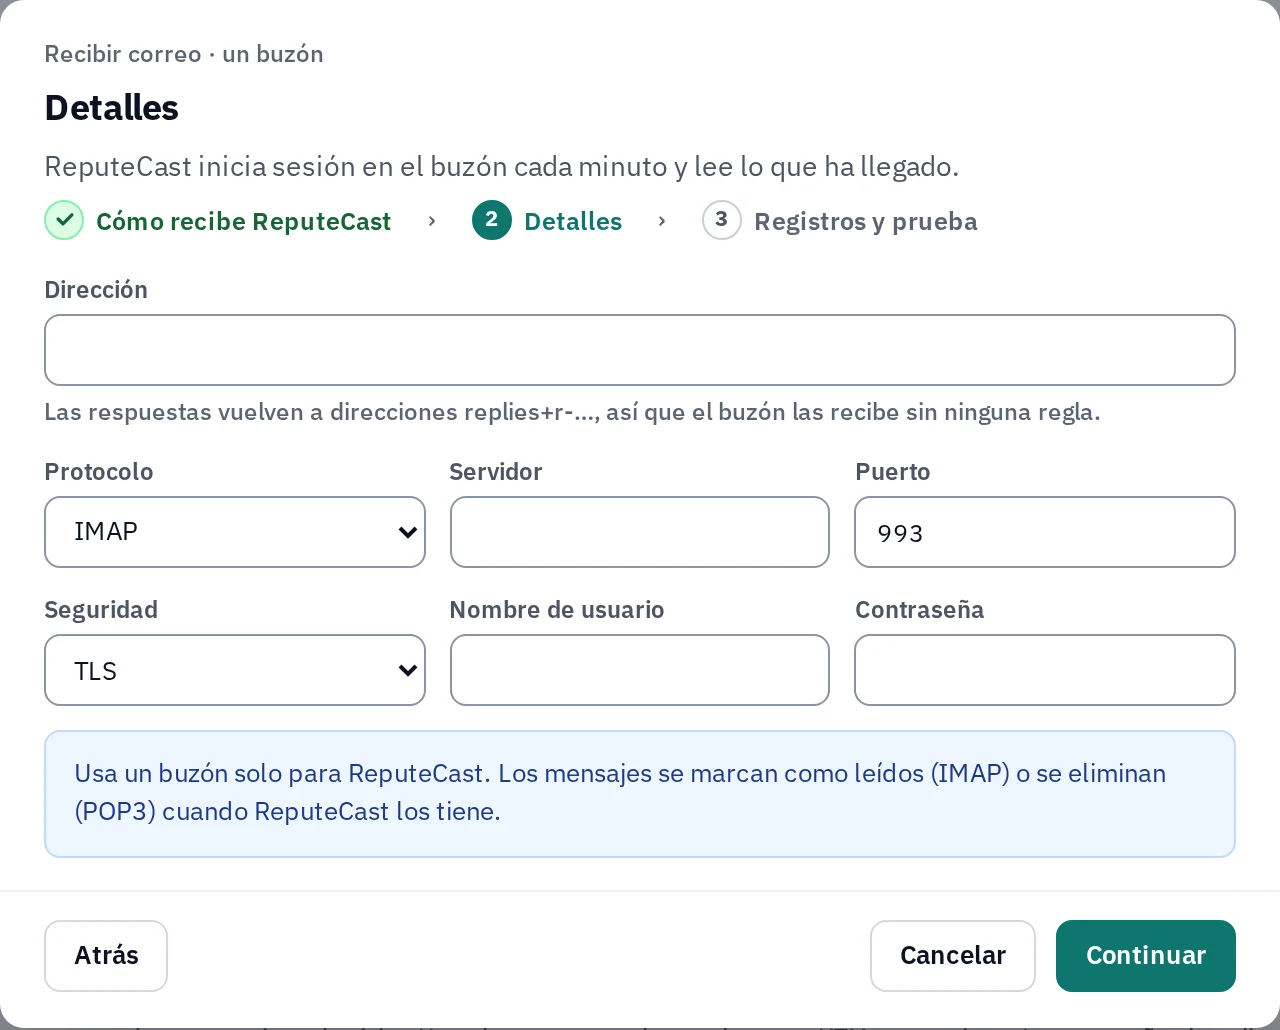 Recibir correo · un buzón
Detalles
ReputeCast inicia sesión en el buzón cada minuto y lee lo que ha llegado.
Cómo recibe ReputeCast › 2 Detalles › 3 Registros y prueba
Dirección
Las respuestas vuelven a direcciones replies+r-..., así que el buzón las recibe sin ninguna regla.
Protocolo Servidor Puerto
IMAP 993
Seguridad Nombre de usuario Contraseña
TLS
Usa un buzón solo para ReputeCast. Los mensajes se marcan como leídos (IMAP) o se eliminan
(POP3) cuando ReputeCast los tiene.
Atrás Cancelar Continuar